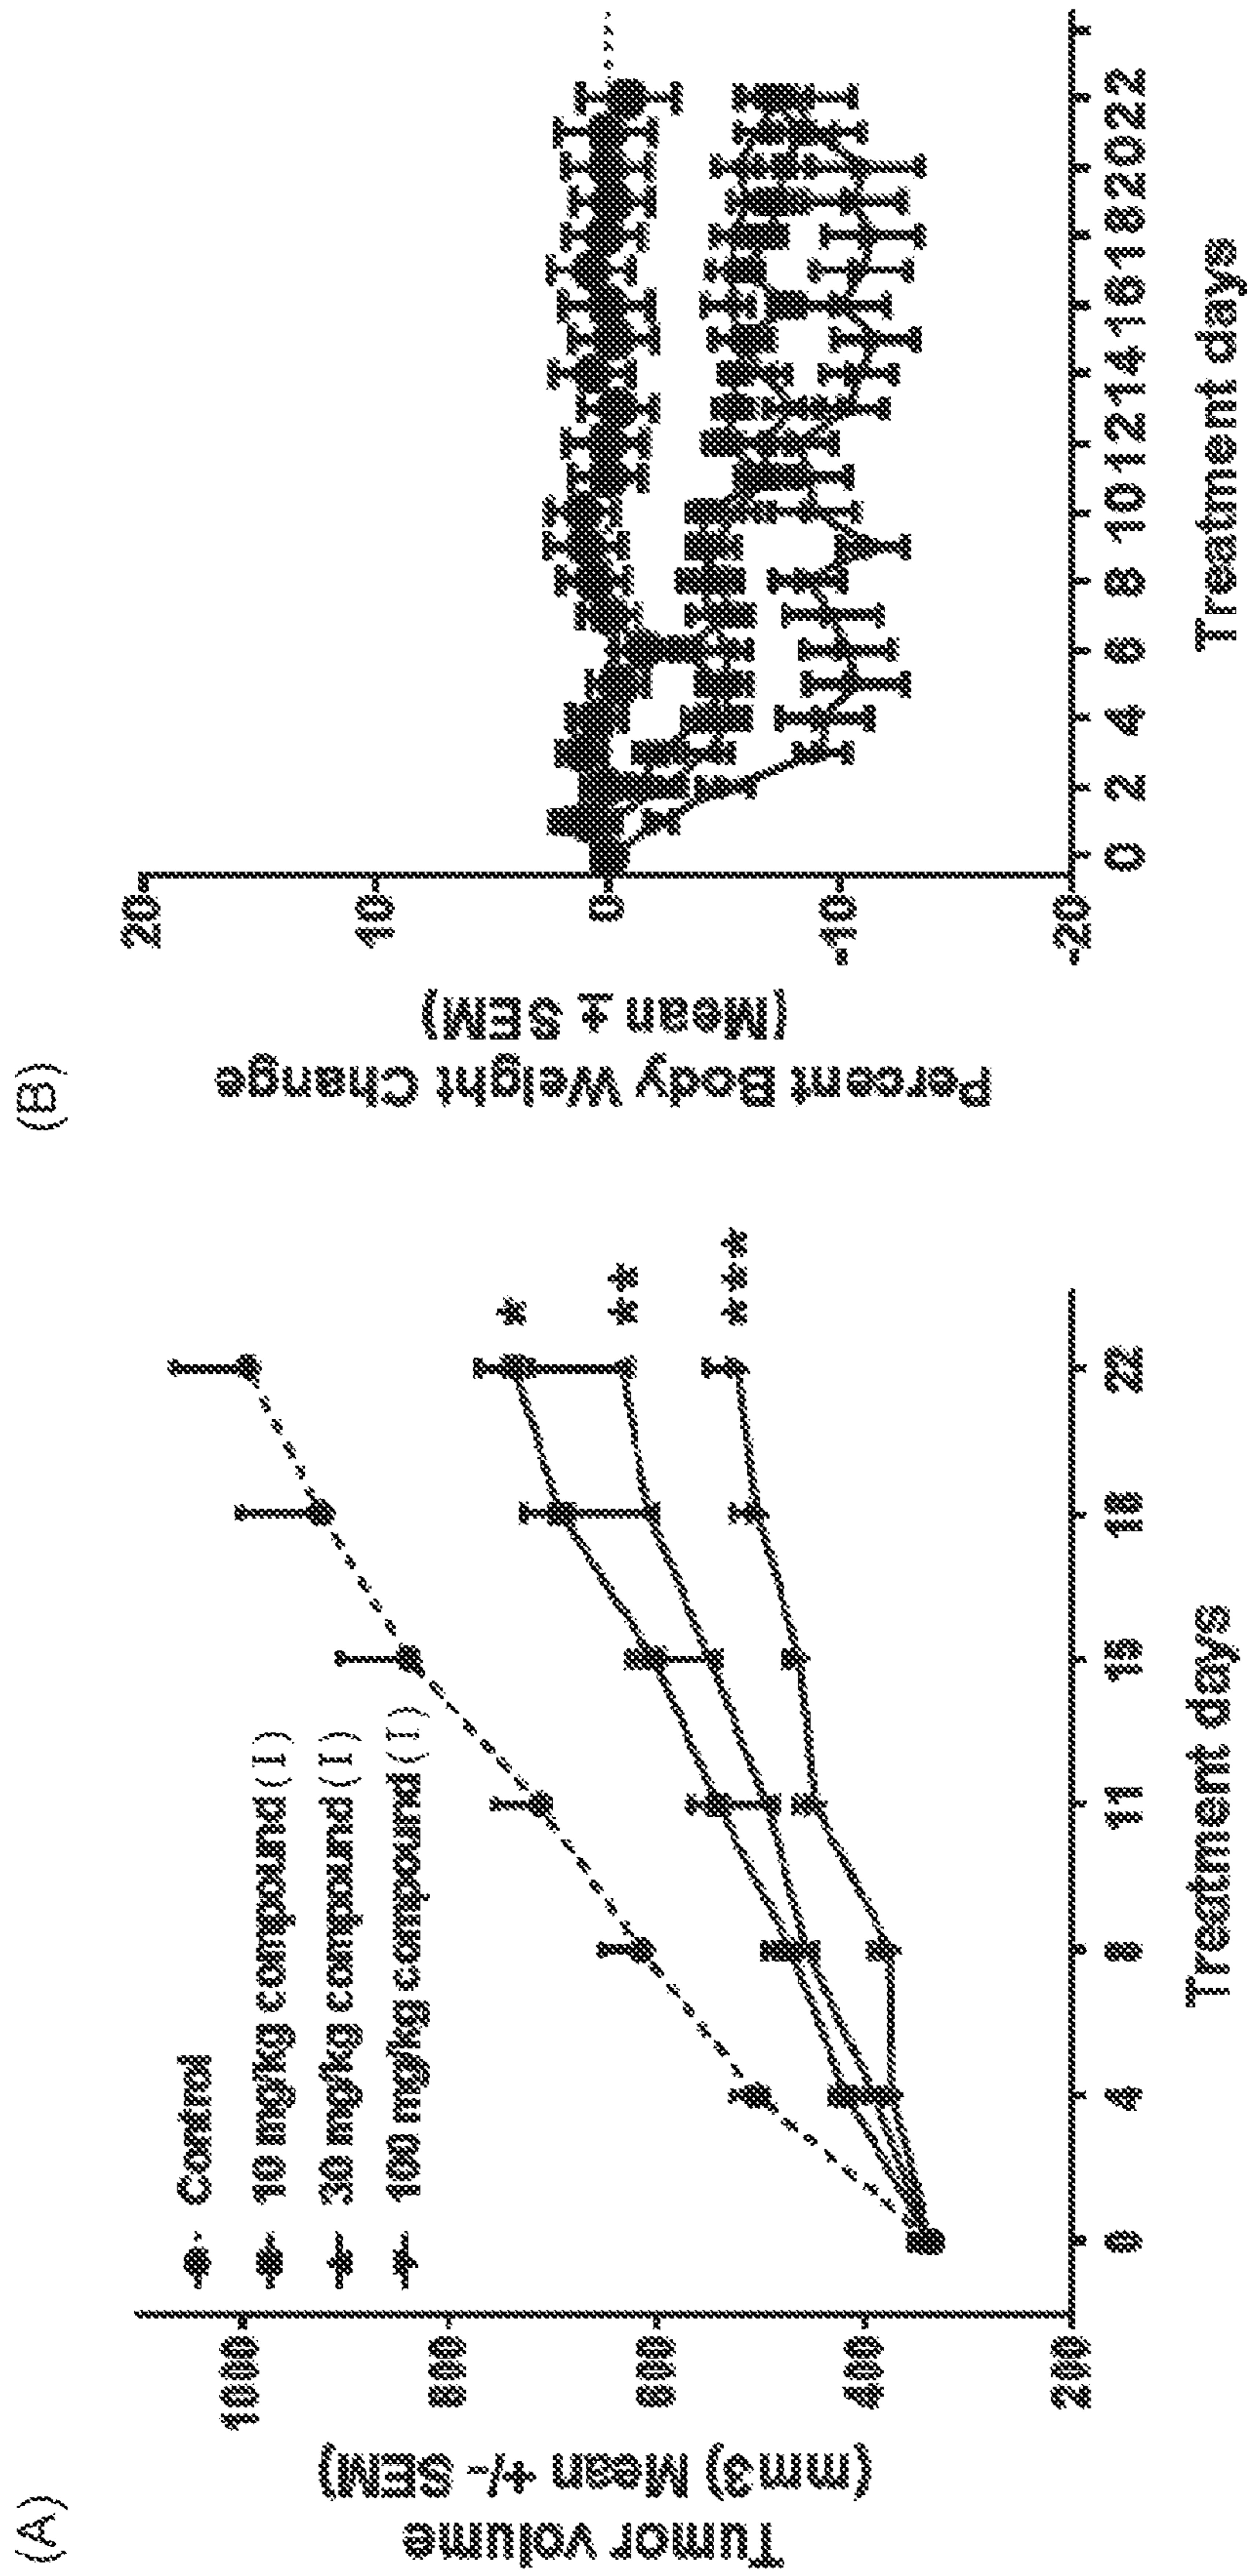 (A)
Tumor volume
(mm3) Mean +/- SEM)
1000
800
600
400
200
Control
10 mg/kg compound (I)
30 mg/kg compound (I)
100 mg/kg compound (I)
*
**
***
0 4 8 11 15 18 22
Treatment days
(B)
Percent Body Weight Change
(Mean ± SEM)
20
10
0
-10
-20
0 2 4 6 8 10 12 14 16 18 20 22
Treatment days